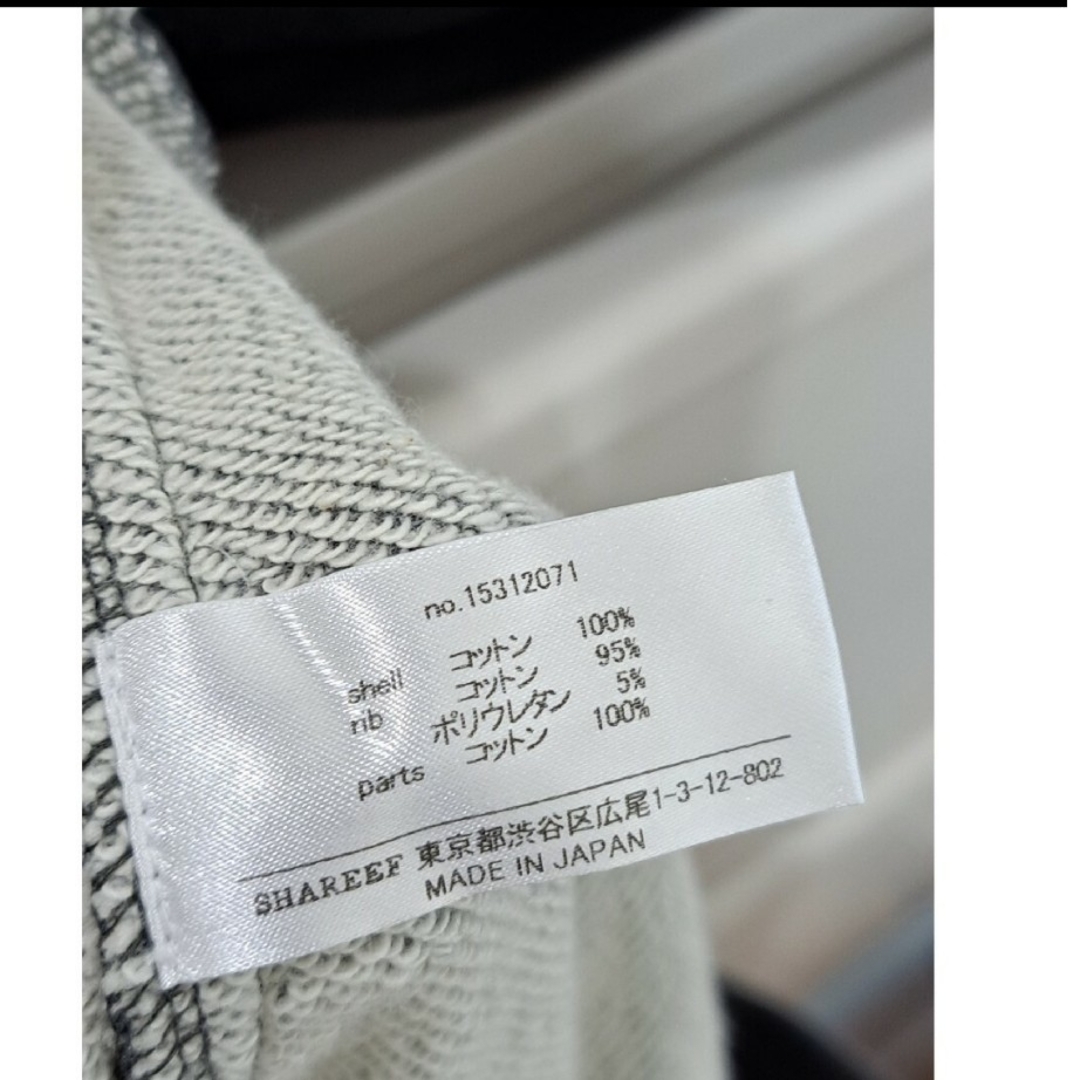 no.15312071
shell コットン 100%
rib コットン 95%
ポリウレタン 5%
parts コットン 100%
SHAREEF 東京都渋谷区広尾1-3-12-802
MADE IN JAPAN